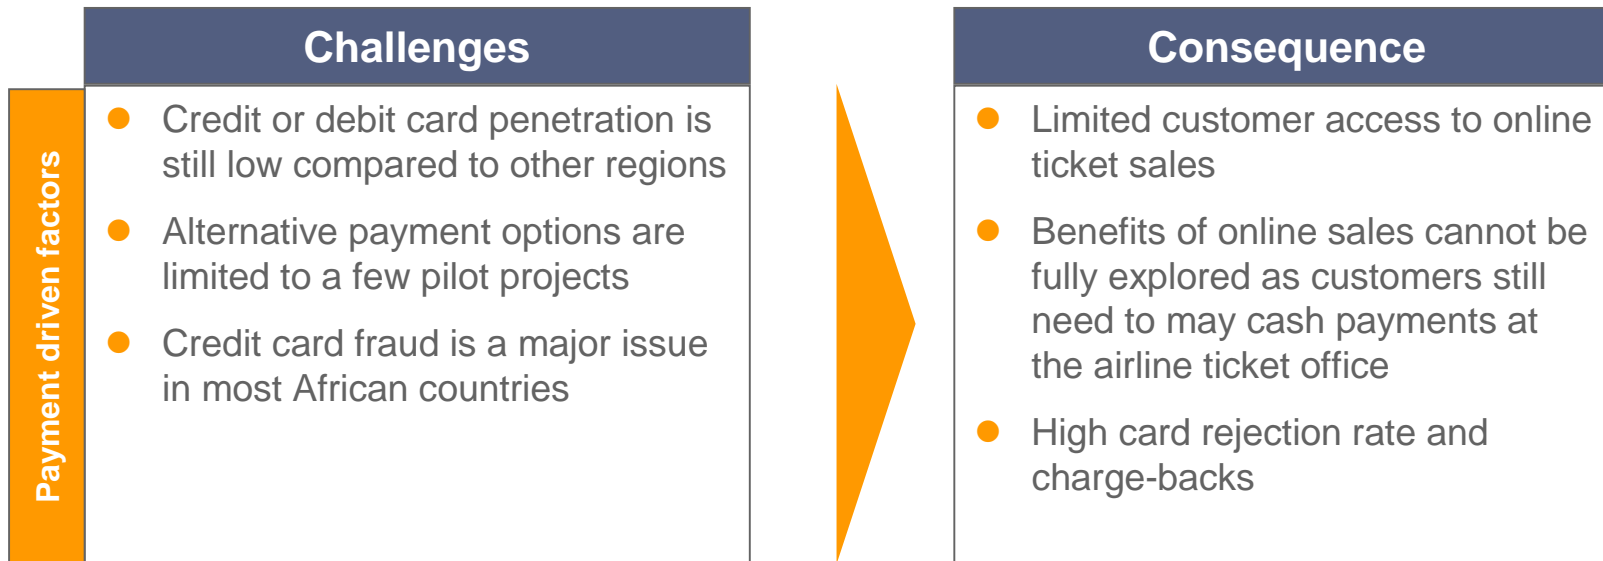 Challenges
Consequence
Payment driven factors
Credit or debit card penetration is
still low compared to other regions
Alternative payment options are
limited to a few pilot projects
Credit card fraud is a major issue
in most African countries
Limited customer access to online
ticket sales
Benefits of online sales cannot be
fully explored as customers still
need to may cash payments at
the airline ticket office
High card rejection rate and
charge-backs